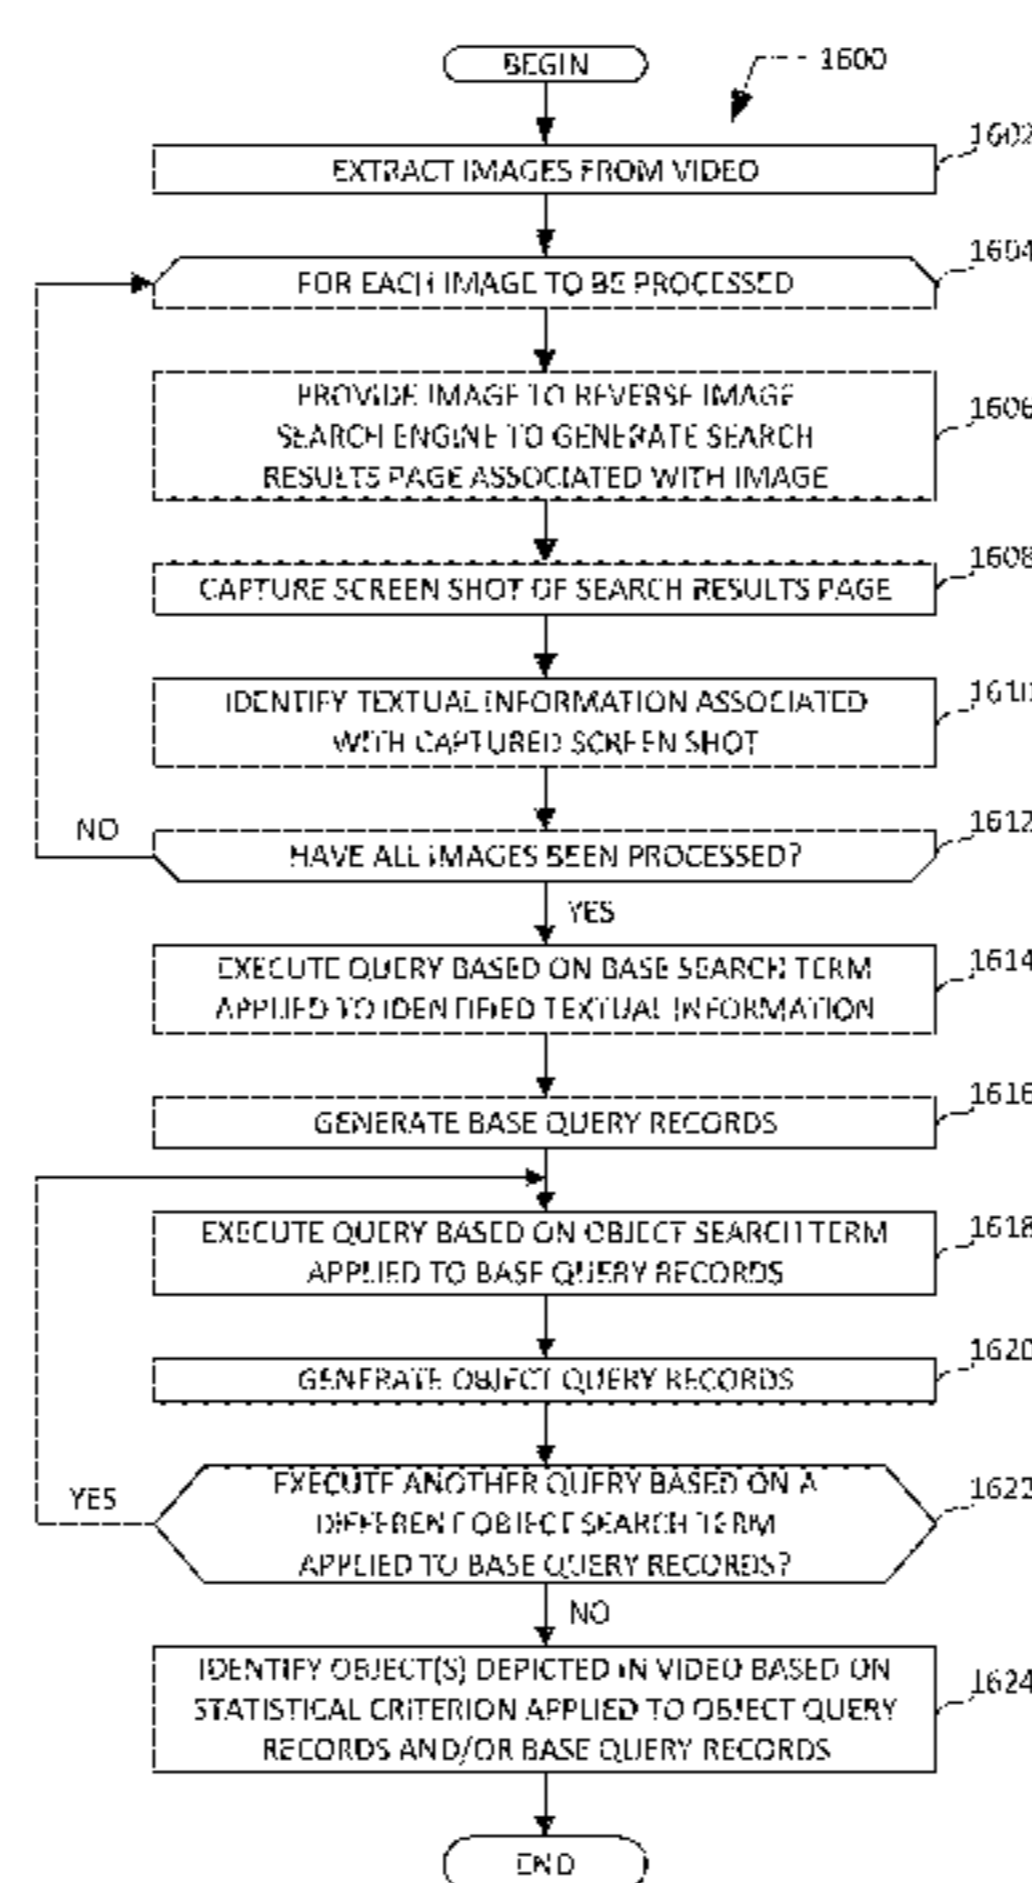 BEGIN
1600
EXTRACT IMAGES FROM VIDEO
1602
FOR EACH IMAGE TO BE PROCESSED
1604
PROVIDE IMAGE TO REVERSE IMAGE
SEARCH ENGINE TO GENERATE SEARCH
RESULTS PAGE ASSOCIATED WITH IMAGE
1606
CAPTURE SCREEN SHOT OF SEARCH RESULTS PAGE
1608
IDENTIFY TEXTUAL INFORMATION ASSOCIATED
WITH CAPTURED SCREEN SHOT
1610
NO
HAVE ALL IMAGES BEEN PROCESSED?
1612
YES
EXECUTE QUERY BASED ON BASE SEARCH TERM
APPLIED TO IDENTIFIED TEXTUAL INFORMATION
1614
GENERATE BASE QUERY RECORDS
1616
EXECUTE QUERY BASED ON OBJECT SEARCH TERM
APPLIED TO BASE QUERY RECORDS
1618
GENERATE OBJECT QUERY RECORDS
1620
YES
EXECUTE ANOTHER QUERY BASED ON A
DIFFERENT OBJECT SEARCH TERM
APPLIED TO BASE QUERY RECORDS?
1622
NO
IDENTIFY OBJECT(S) DEPICTED IN VIDEO BASED ON
STATISTICAL CRITERION APPLIED TO OBJECT QUERY
RECORDS AND/OR BASE QUERY RECORDS
1624
END